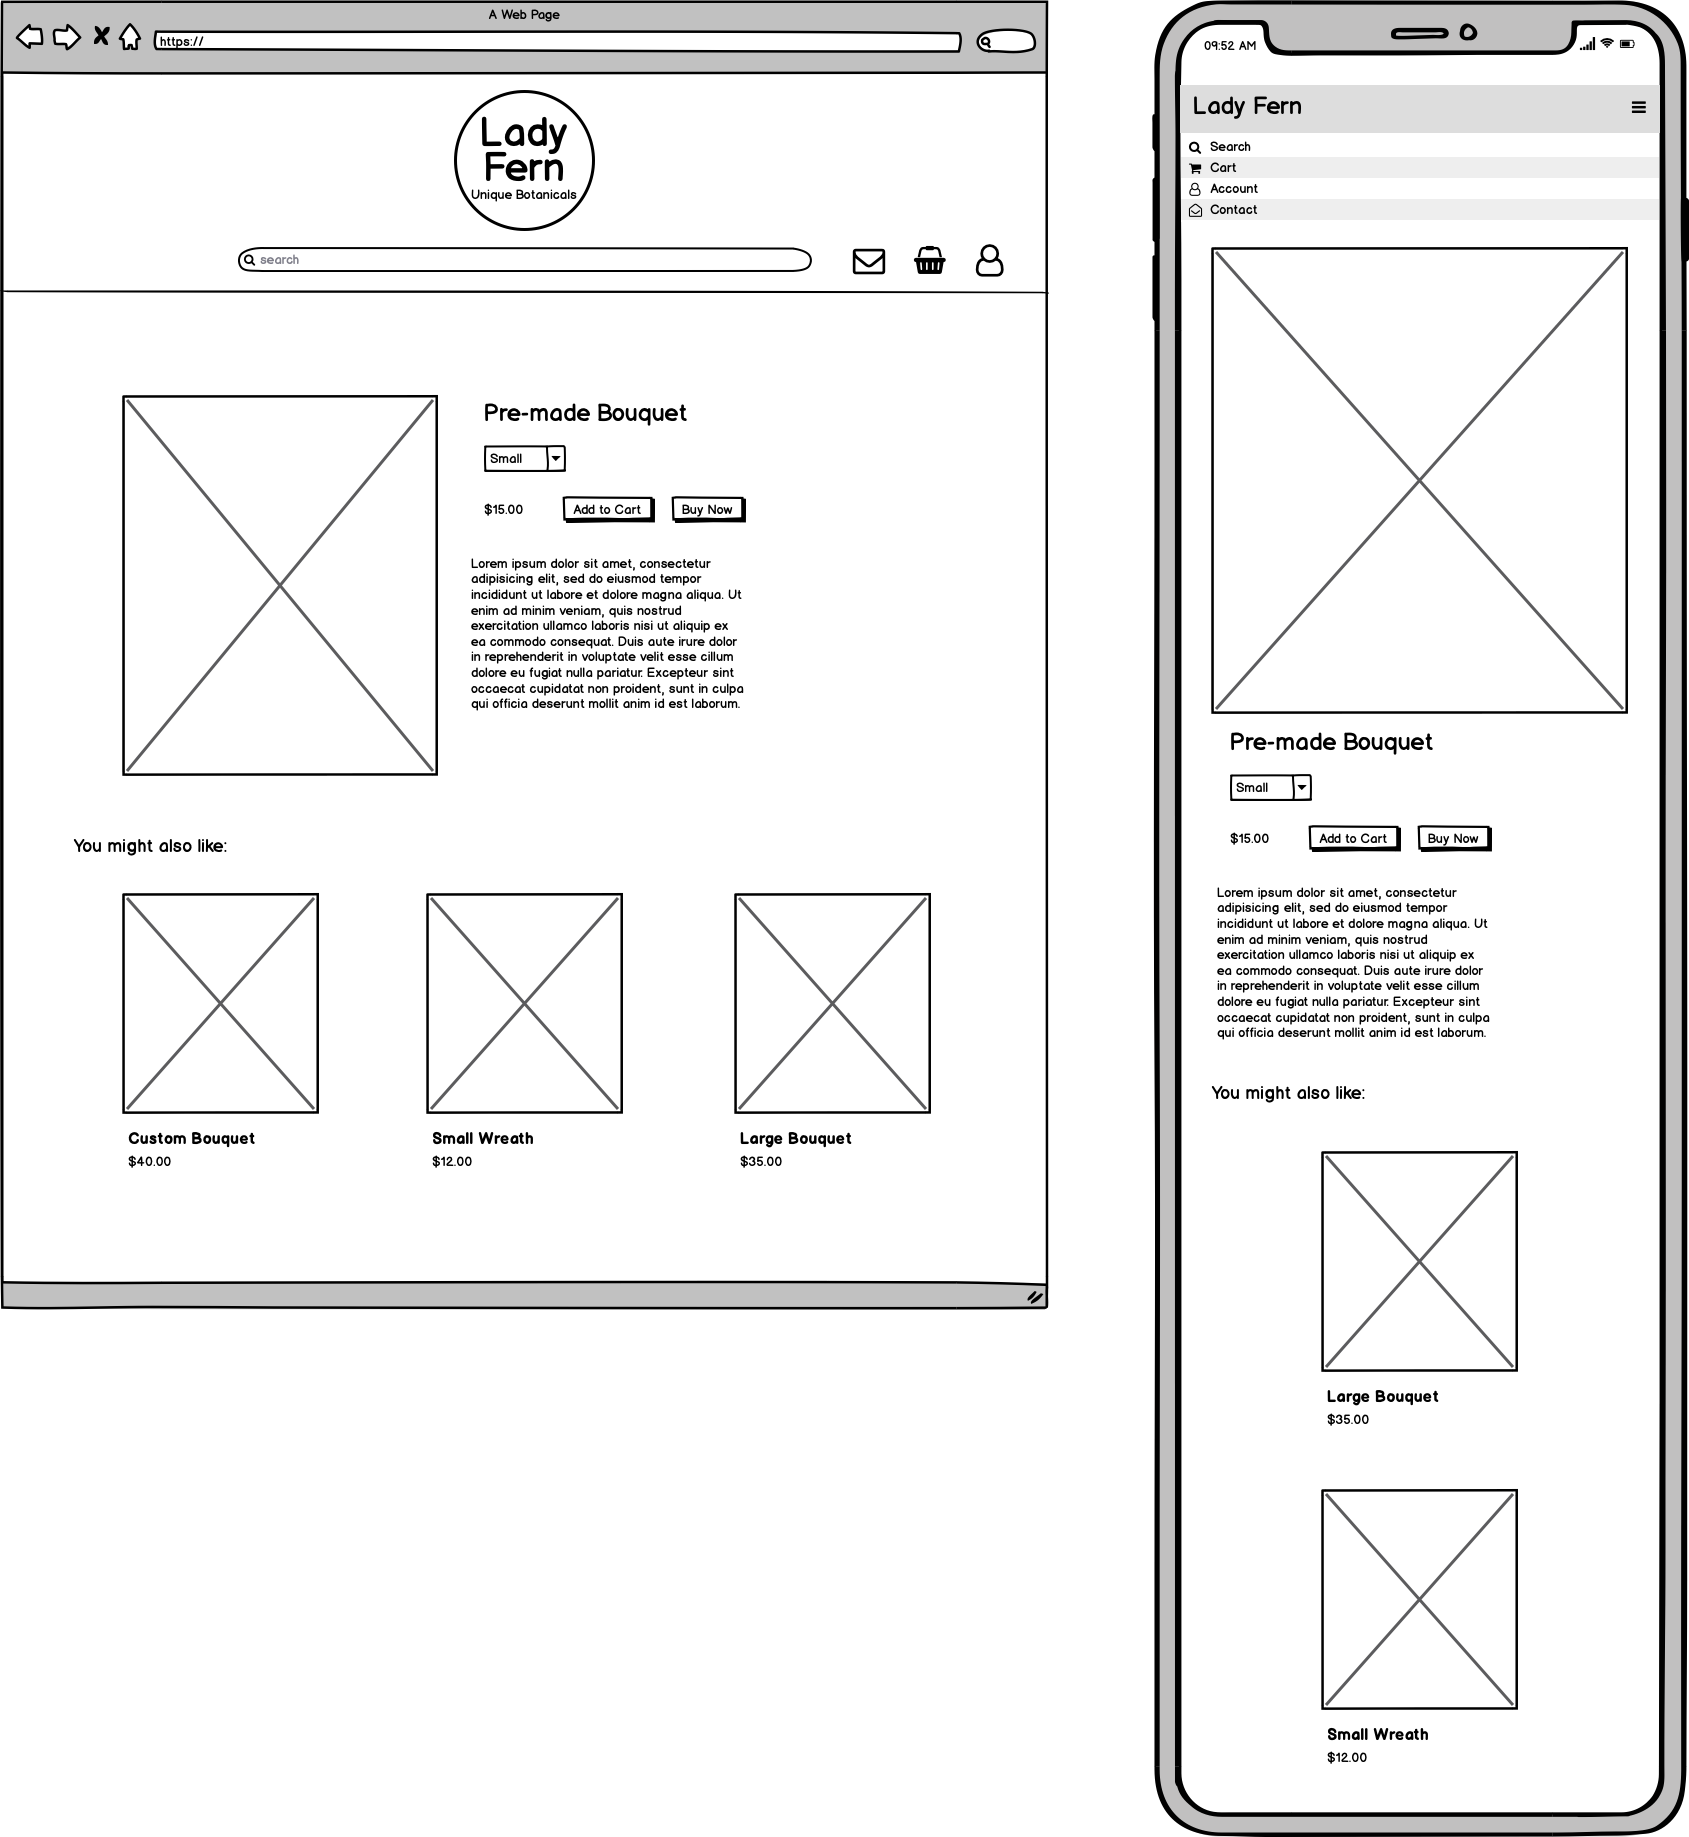 A Web Page
https://
Lady
Fern
Unique Botanicals
search
Pre-made Bouquet
Small
$15.00 Add to Cart Buy Now
Lorem ipsum dolor sit amet, consectetur
adipisicing elit, sed do eiusmod tempor
incididunt ut labore et dolore magna aliqua. Ut
enim ad minim veniam, quis nostrud
exercitation ullamco laboris nisi ut aliquip ex
ea commodo consequat. Duis aute irure dolor
in reprehenderit in voluptate velit esse cillum
dolore eu fugiat nulla pariatur. Excepteur sint
occaecat cupidatat non proident, sunt in culpa
qui officia deserunt mollit anim id est laborum.
You might also like:
Custom Bouquet
$40.00
Small Wreath
$12.00
Large Bouquet
$35.00
09:52 AM
Lady Fern
Search
Cart
Account
Contact
Pre-made Bouquet
Small
$15.00 Add to Cart Buy Now
Lorem ipsum dolor sit amet, consectetur
adipisicing elit, sed do eiusmod tempor
incididunt ut labore et dolore magna aliqua. Ut
enim ad minim veniam, quis nostrud
exercitation ullamco laboris nisi ut aliquip ex
ea commodo consequat. Duis aute irure dolor
in reprehenderit in voluptate velit esse cillum
dolore eu fugiat nulla pariatur. Excepteur sint
occaecat cupidatat non proident, sunt in culpa
qui officia deserunt mollit anim id est laborum.
You might also like:
Large Bouquet
$35.00
Small Wreath
$12.00